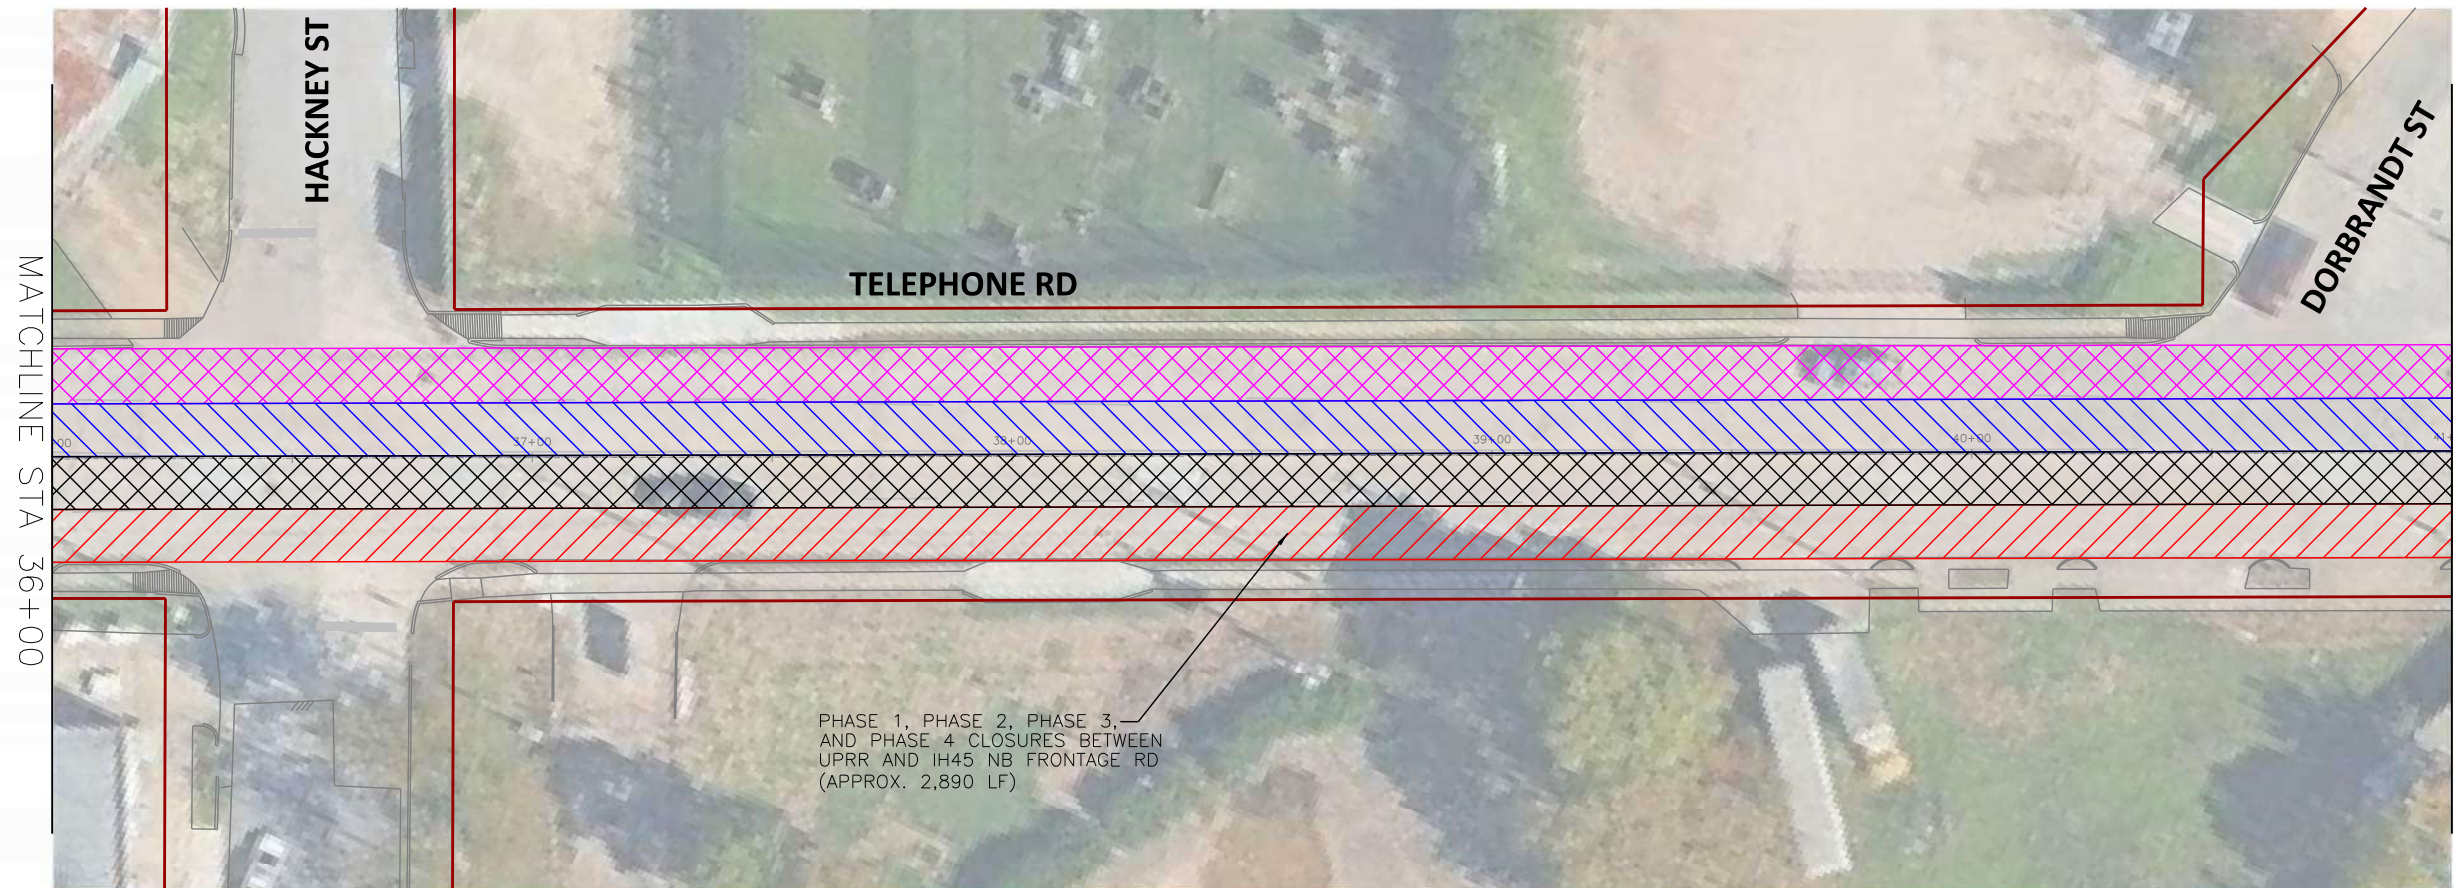 HACKNEY ST
DORBRANDT ST
TELEPHONE RD
MATCHLINE STA 36+00
00
37+00
38+00
39+00
40+00
41+
PHASE 1, PHASE 2, PHASE 3,
AND PHASE 4 CLOSURES BETWEEN
UPRR AND IH45 NB FRONTAGE RD
(APPROX. 2,890 LF)